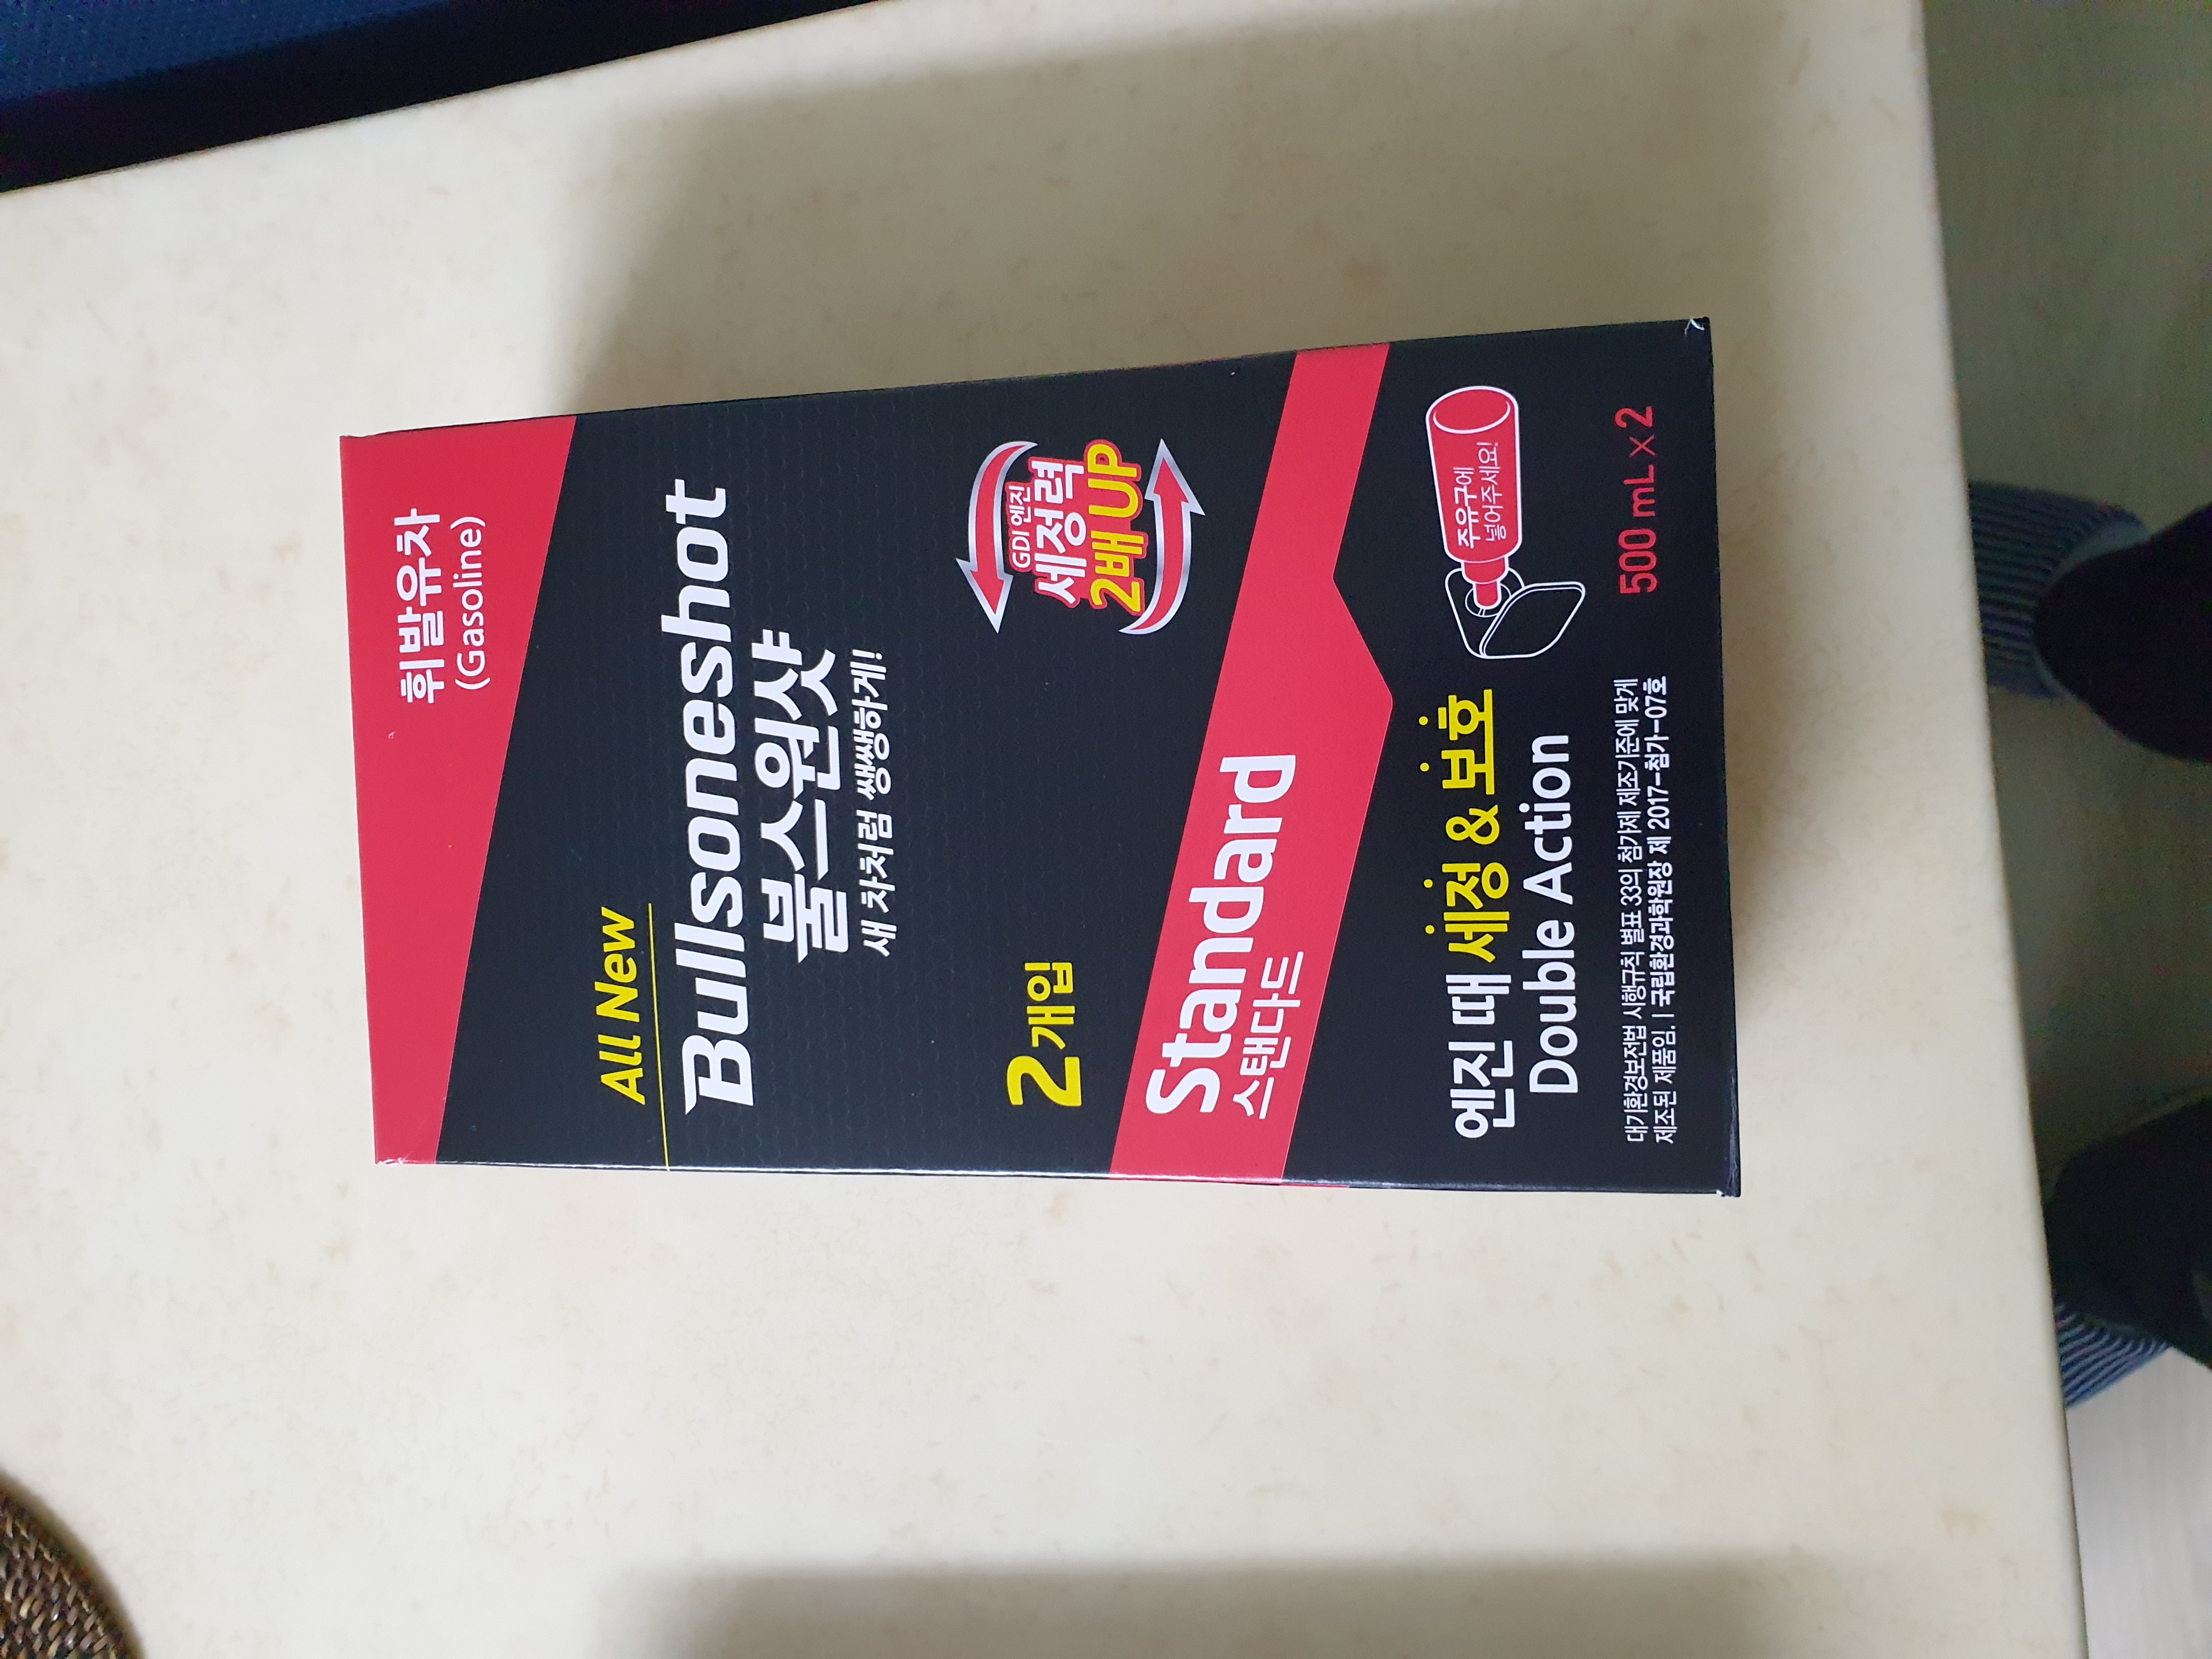 휘발유차
(Gasoline)
All New
Bullsoneshot
불스원샷
새 차처럼 쌩쌩하게!
GDI 엔진
세정력
2배 UP
2개입
Standard
스탠다드
엔진 때 세정 & 보호
Double Action
주유구에
넣어주세요!
대기환경보전법 시행규칙 별표 33의 첨가제 제조기준에 맞게
제조된 제품임. | 국립환경과학원장 제 2017-첨가-07호
500 mL X 2